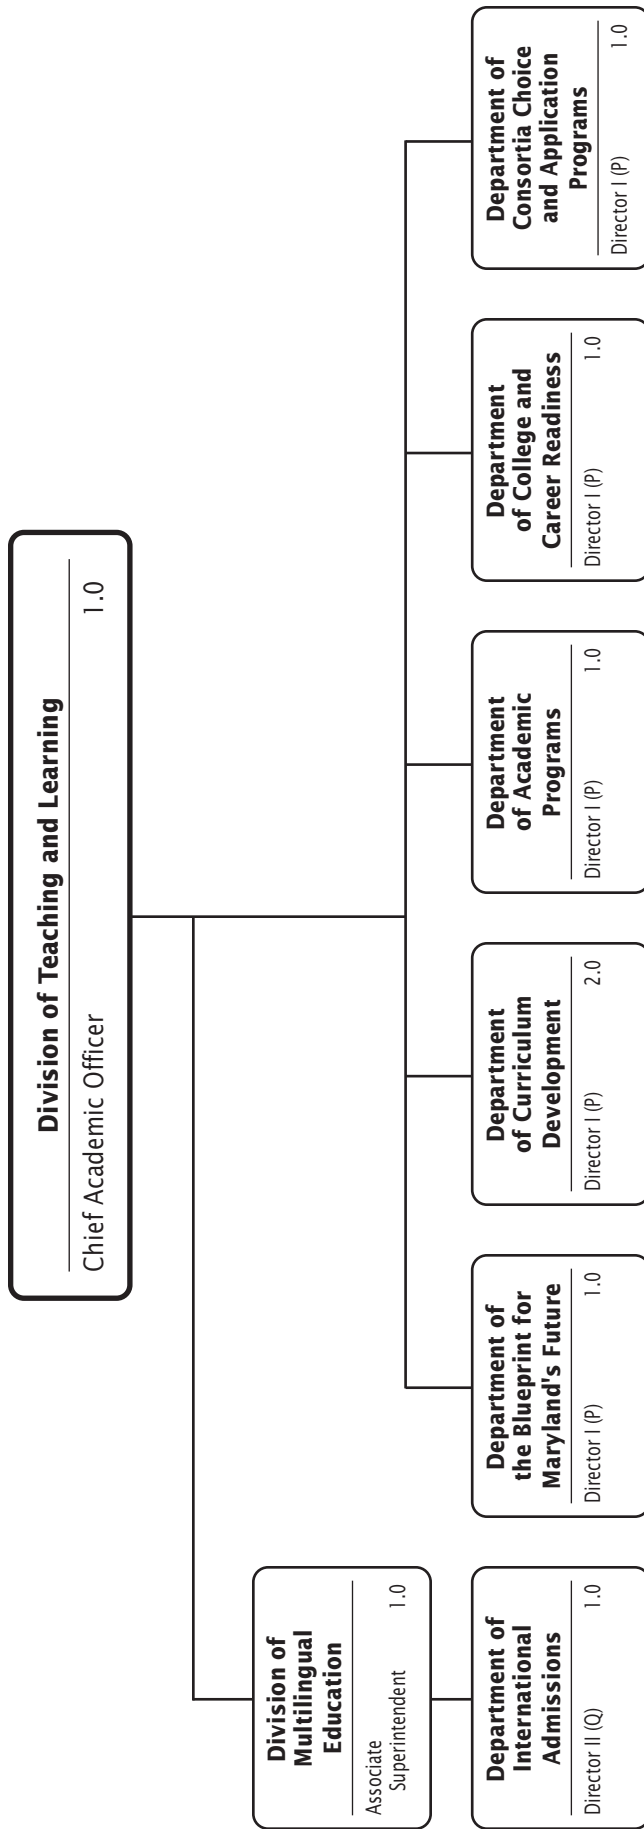 Division of Teaching and Learning
Chief Academic Officer 1.0
Division of
Multilingual
Education
Associate
Superintendent 1.0
Department of
International
Admissions
Director II (Q) 1.0
Department of
the Blueprint for
Maryland's Future
Director I (P) 1.0
Department
of Curriculum
Development
Director I (P) 2.0
Department
of Academic
Programs
Director I (P) 1.0
Department
of College and
Career Readiness
Director I (P) 1.0
Department of
Consortia Choice
and Application
Programs
Director I (P) 1.0